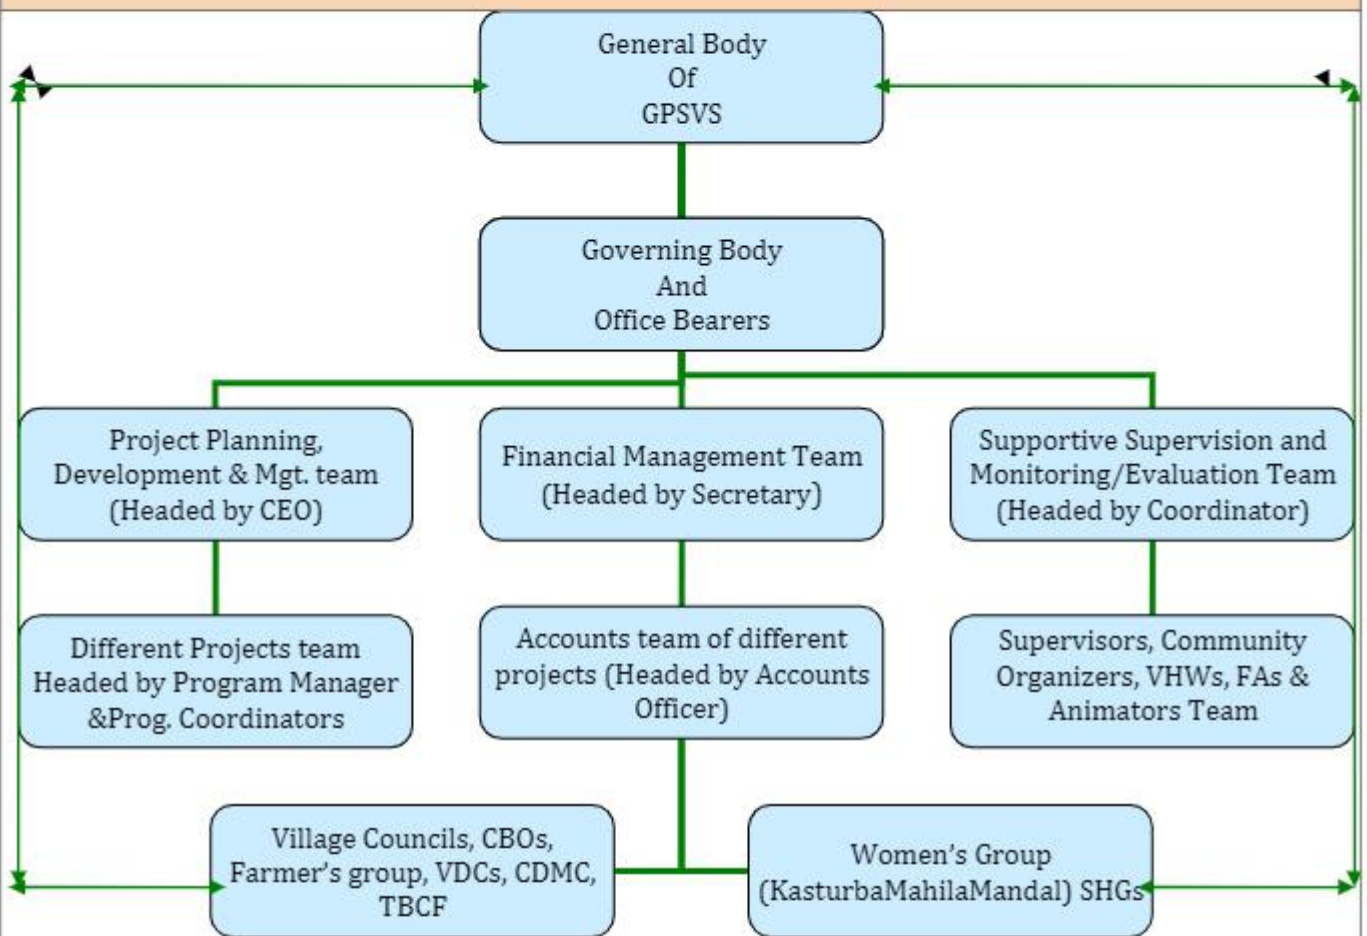 General Body
Of
GPSVS
Governing Body
And
Office Bearers
Project Planning,
Development & Mgt. team
(Headed by CEO)
Financial Management Team
(Headed by Secretary)
Supportive Supervision and
Monitoring/Evaluation Team
(Headed by Coordinator)
Different Projects team
Headed by Program Manager
&Prog. Coordinators
Accounts team of different
projects (Headed by Accounts
Officer)
Supervisors, Community
Organizers, VHWs, FAs &
Animators Team
Village Councils, CBOs,
Farmer's group, VDCs, CDMC,
TBCF
Women's Group
(KasturbaMahilaMandal) SHGs